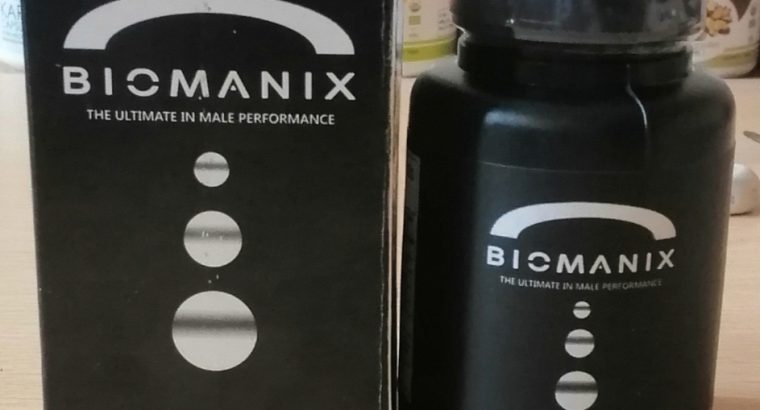 BIOMANIX
THE ULTIMATE IN MALE PERFORMANCE
BIOMANIX
THE ULTIMATE IN MALE PERFORMANCE